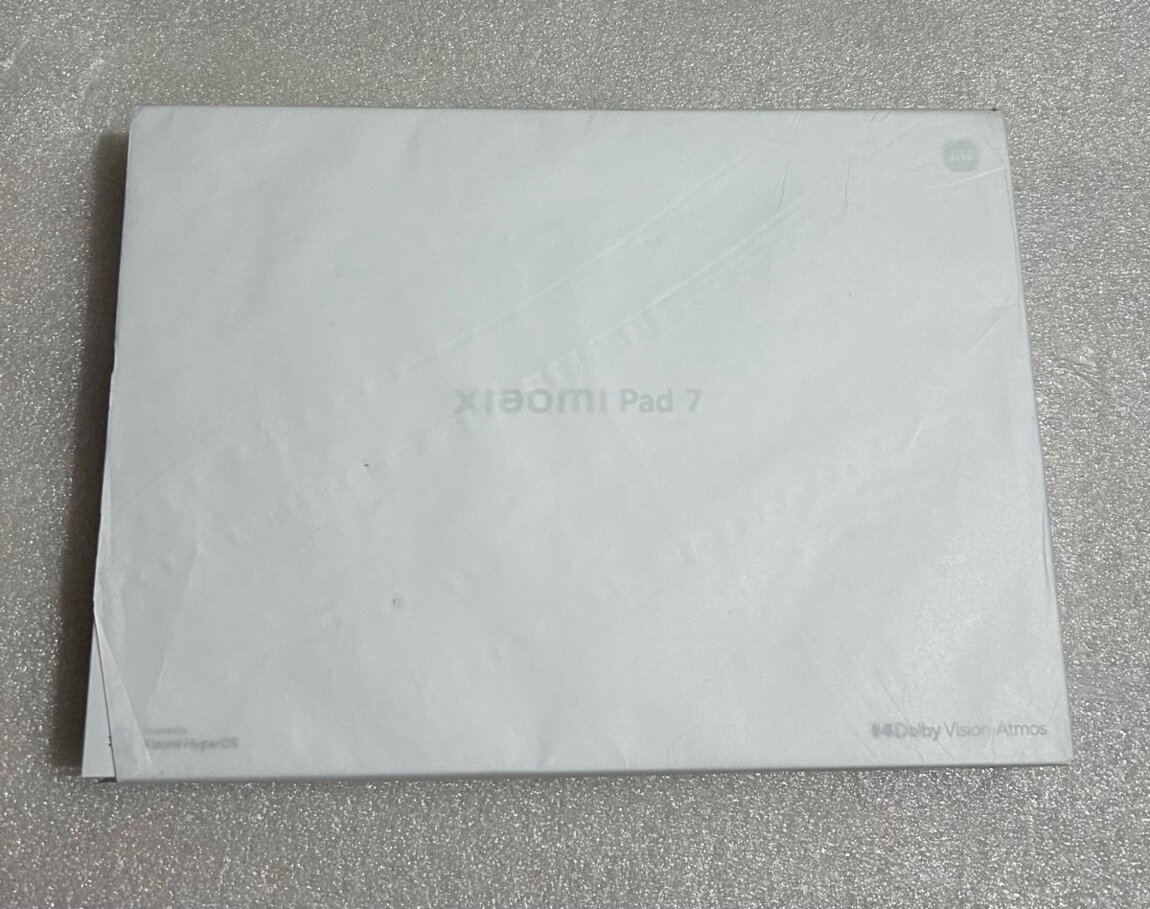 xiaomi Pad 7
Xiaomi HyperOS
Dolby Vision·Atmos